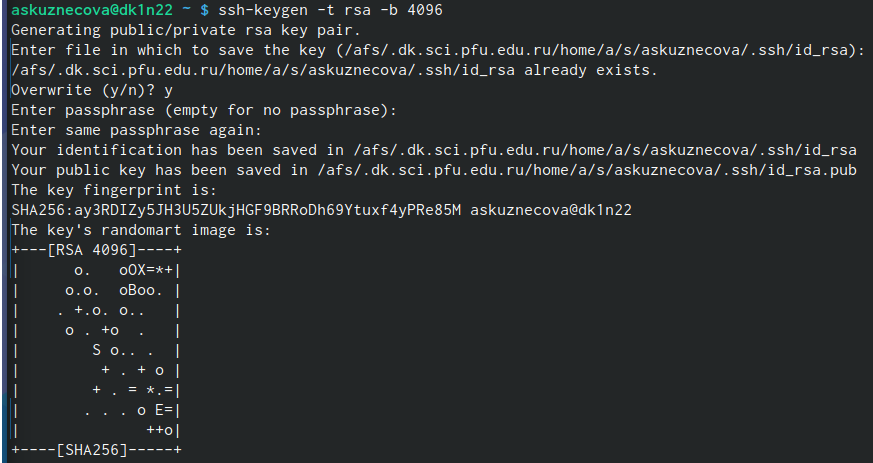 askuznecova@dk1n22 ~ $ ssh-keygen -t rsa -b 4096
Generating public/private rsa key pair.
Enter file in which to save the key (/afs/.dk.sci.pfu.edu.ru/home/a/s/askuznecova/.ssh/id_rsa):
/afs/.dk.sci.pfu.edu.ru/home/a/s/askuznecova/.ssh/id_rsa already exists.
Overwrite (y/n)? y
Enter passphrase (empty for no passphrase):
Enter same passphrase again:
Your identification has been saved in /afs/.dk.sci.pfu.edu.ru/home/a/s/askuznecova/.ssh/id_rsa
Your public key has been saved in /afs/.dk.sci.pfu.edu.ru/home/a/s/askuznecova/.ssh/id_rsa.pub
The key fingerprint is:
SHA256:ay3RDIZy5JH3U5ZUkjHGF9BRRoDh69Ytuxf4yPRe85M askuznecova@dk1n22
The key's randomart image is:
+---[RSA 4096]----+
|      o.   oOX=*+|
|     o.o.  oBoo. |
|    . +.o. o..   |
|     o . +o  .   |
|        S o.. .  |
|         + . + o |
|        + . = *.=|
|       . . . o E=|
|              ++o|
+----[SHA256]-----+